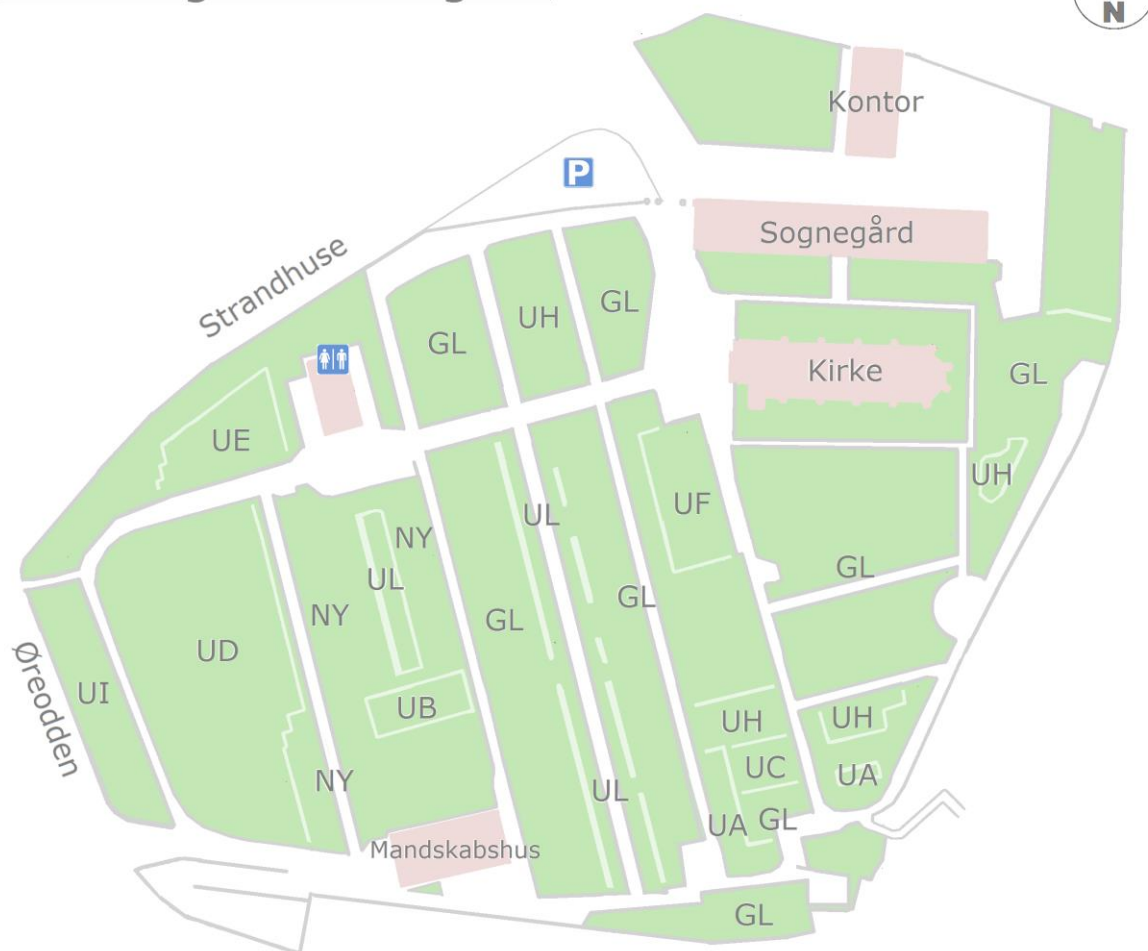 N
Kontor
P
Sognegård
Strandhuse
GL
UH
GL
Kirke
GL
UE
UH
UL
UF
NY
UL
GL
NY
GL
GL
UD
UI
Øreodden
UB
UH
UH
UC
UA
NY
UL
UA
GL
Mandskabshus
GL